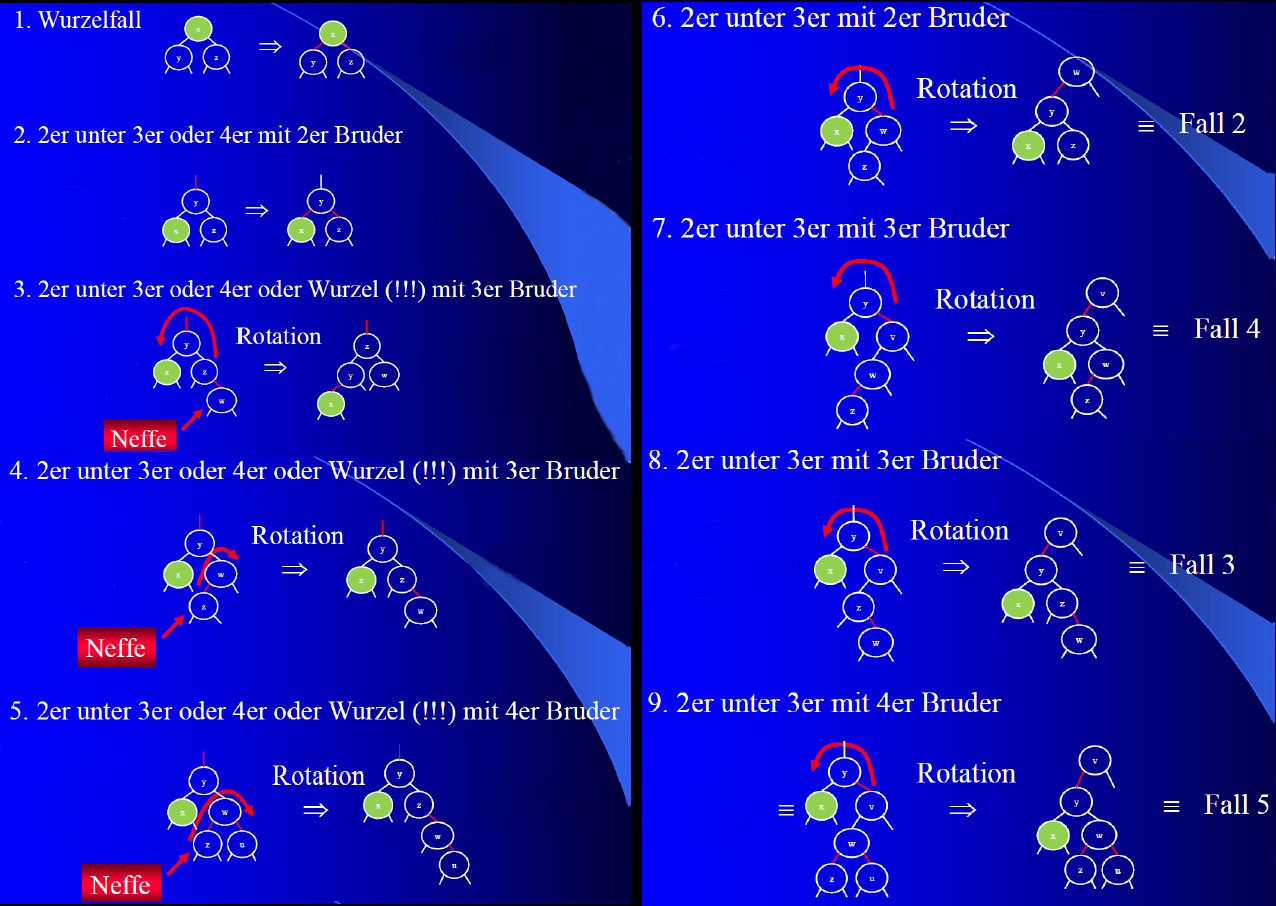 1. Wurzelfall
x
y z
⇒
x
y z
2. 2er unter 3er oder 4er mit 2er Bruder
y
x z
⇒
y
x z
3. 2er unter 3er oder 4er oder Wurzel (!!!) mit 3er Bruder
Rotation
y
x z
w
⇒
z
y w
x
Neffe
4. 2er unter 3er oder 4er oder Wurzel (!!!) mit 3er Bruder
Rotation
y
x w
z
⇒
y
x z
w
Neffe
5. 2er unter 3er oder 4er oder Wurzel (!!!) mit 4er Bruder
Rotation
y
x w
z u
⇒
y
x z
w
u
Neffe
6. 2er unter 3er mit 2er Bruder
Rotation
y
x w
z
⇒
w
y
x z
≡ Fall 2
7. 2er unter 3er mit 3er Bruder
Rotation
y
x v
w
z
⇒
v
y
x w
z
≡ Fall 4
8. 2er unter 3er mit 3er Bruder
Rotation
y
x v
z
w
⇒
v
y
x z
w
≡ Fall 3
9. 2er unter 3er mit 4er Bruder
Rotation
y
≡ x v
w
z u
⇒
v
y
x w
z u
≡ Fall 5